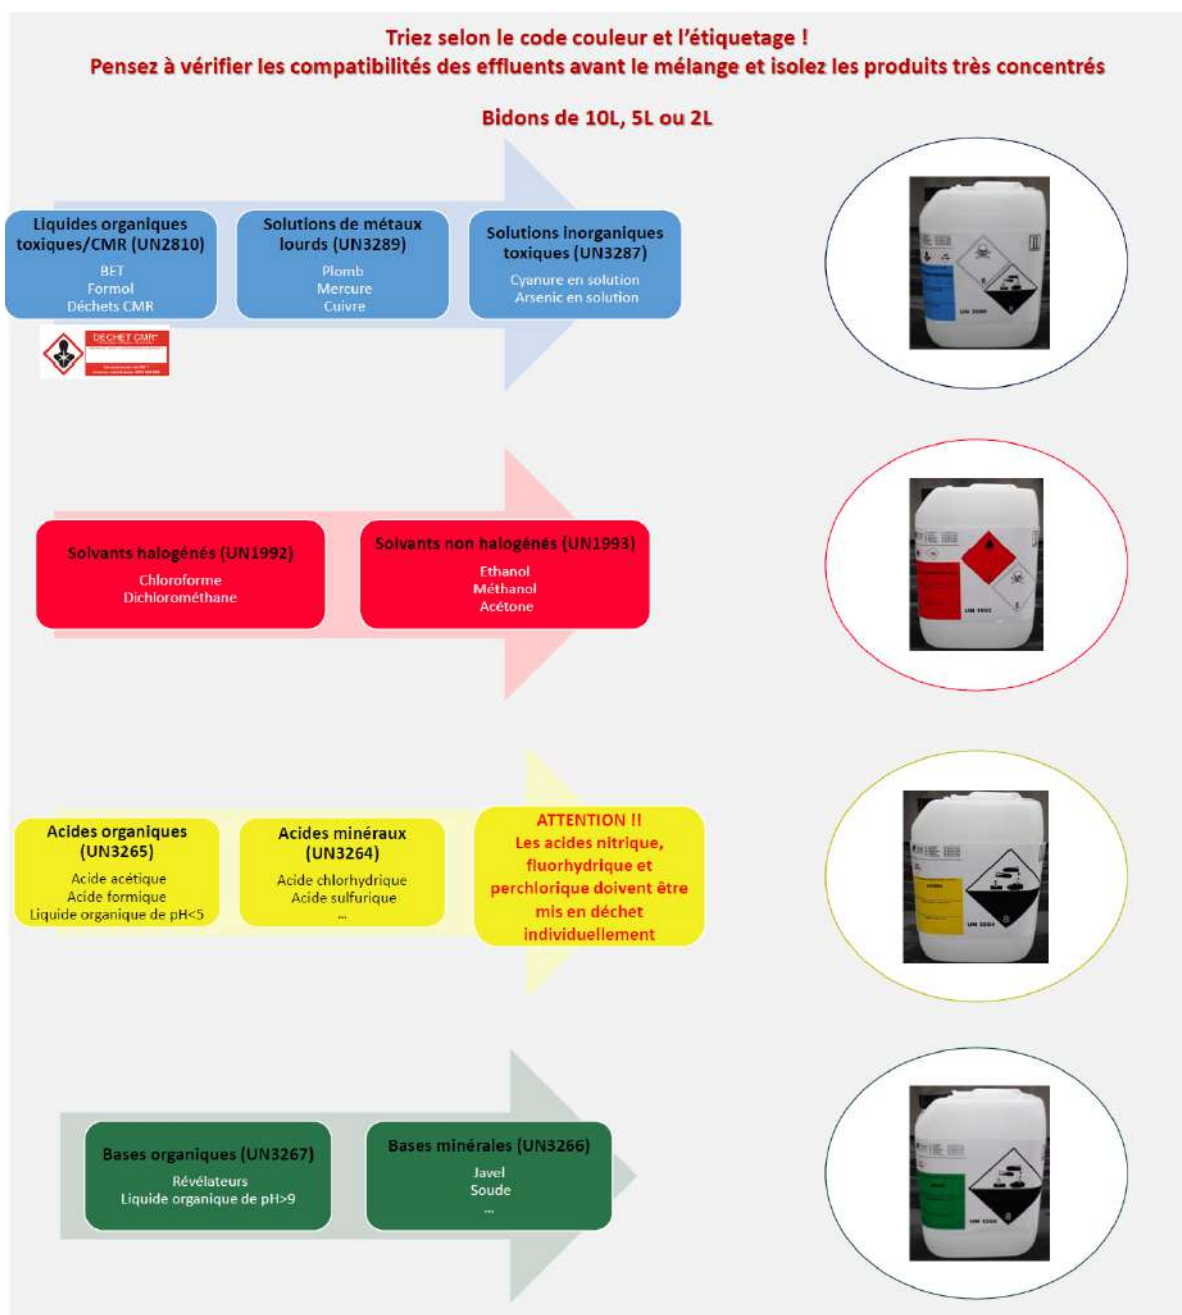 Triez selon le code couleur et l'étiquetage !
Pensez à vérifier les compatibilités des effluents avant le mélange et isolez les produits très concentrés
Bidons de 10L, 5L ou 2L
Liquides organiques
toxiques/CMR (UN2810)
BET
Formol
Déchets CMR
Solutions de métaux
lourds (UN3289)
Plomb
Mercure
Cuivre
Solutions inorganiques
toxiques (UN3287)
Cyanure en solution
Arsenic en solution
DECHET CMR*
Solvants halogénés (UN1992)
Chloroforme
Dichlorométhane
Solvants non halogénés (UN1993)
Ethanol
Méthanol
Acétone
UN 1992
Acides organiques
(UN3265)
Acide acétique
Acide formique
Liquide organique de pH<5
Acides minéraux
(UN3264)
Acide chlorhydrique
Acide sulfurique
...
ATTENTION !!
Les acides nitrique,
fluorhydrique et
perchlorique doivent être
mis en déchet
individuellement
8
UN 3264
Bases organiques (UN3267)
Révélateurs
Liquide organique de pH>9
Bases minérales (UN3266)
Javel
Soude
...
8